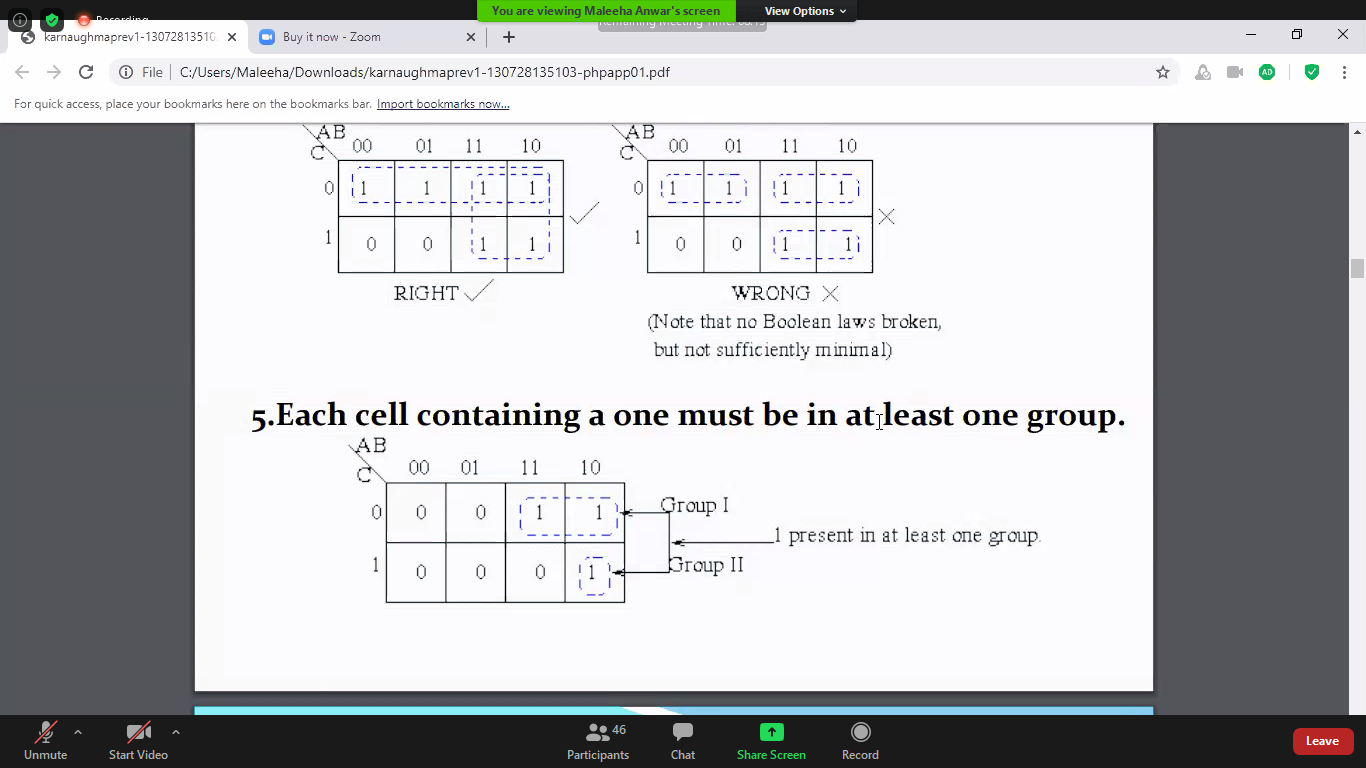 You are viewing Maleeha Anwar's screen
View Options
Recording
karnaughmaprev1-1307281351
Buy it now - Zoom
File
C:/Users/Maleeha/Downloads/karnaughmaprev1-130728135103-phpapp01.pdf
AD
For quick access, place your bookmarks here on the bookmarks bar. Import bookmarks now...
AB
C
00 01 11 10
0 1 1 1 1
1 0 0 1 1
RIGHT
AB
C
00 01 11 10
0 1 1 1 1
1 0 0 1 1
WRONG
(Note that no Boolean laws broken,
but not sufficiently minimal)
5.Each cell containing a one must be in at least one group.
AB
C
00 01 11 10
0 0 0 1 1
1 0 0 0 1
Group I
1 present in at least one group.
Group II
Unmute
Start Video
46
Participants
Chat
Share Screen
Record
Leave